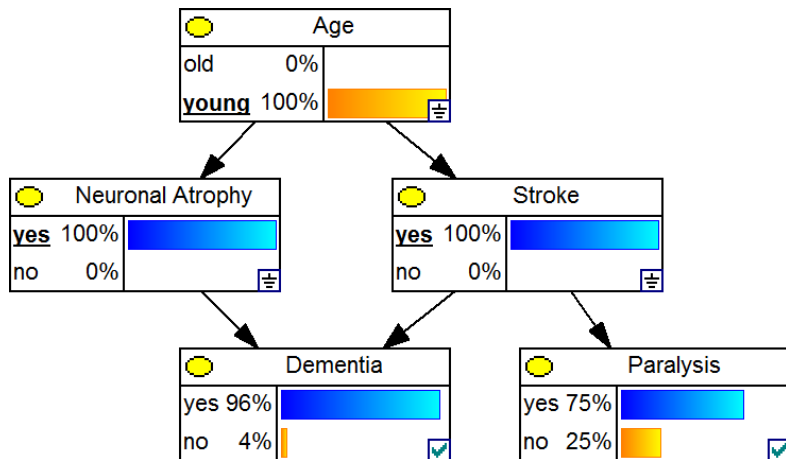 Age
old 0%
young 100%
Neuronal Atrophy
yes 100%
no 0%
Stroke
yes 100%
no 0%
Dementia
yes 96%
no 4%
Paralysis
yes 75%
no 25%